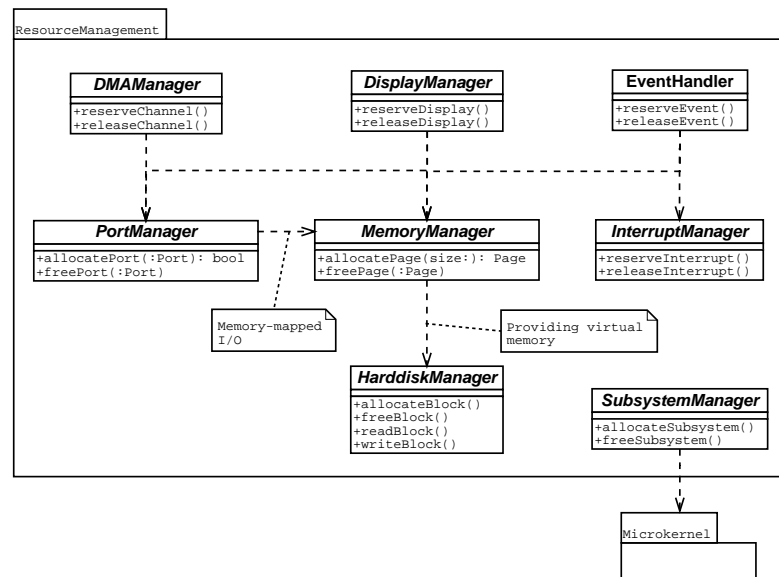 ResourceManagement
DMAManager
+reserveChannel()
+releaseChannel()
DisplayManager
+reserveDisplay()
+releaseDisplay()
EventHandler
+reserveEvent()
+releaseEvent()
PortManager
+allocatePort(:Port): bool
+freePort(:Port)
MemoryManager
+allocatePage(size:): Page
+freePage(:Page)
InterruptManager
+reserveInterrupt()
+releaseInterrupt()
Memory-mapped
I/O
Providing virtual
memory
HarddiskManager
+allocateBlock()
+freeBlock()
+readBlock()
+writeBlock()
SubsystemManager
+allocateSubsystem()
+freeSubsystem()
Microkernel